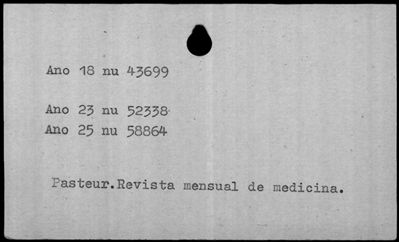 Ano 18 nu 43699
Ano 23 nu 52338
Ano 25 nu 58864
Pasteur.Revista mensual de medicina.